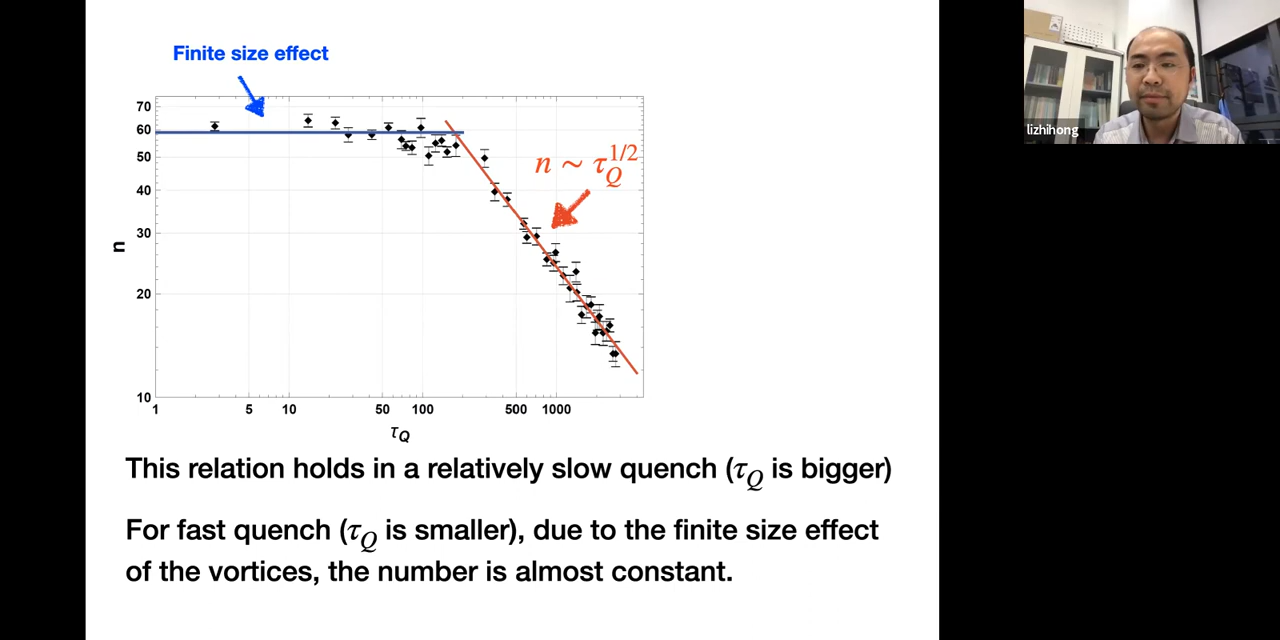 Finite size effect
70
60
50
40
30
20
10
n
n ∼ τ_Q^{1/2}
1 5 10 50 100 500 1000
τ_Q
This relation holds in a relatively slow quench (τ_Q is bigger)
For fast quench (τ_Q is smaller), due to the finite size effect
of the vortices, the number is almost constant.
lizhihong